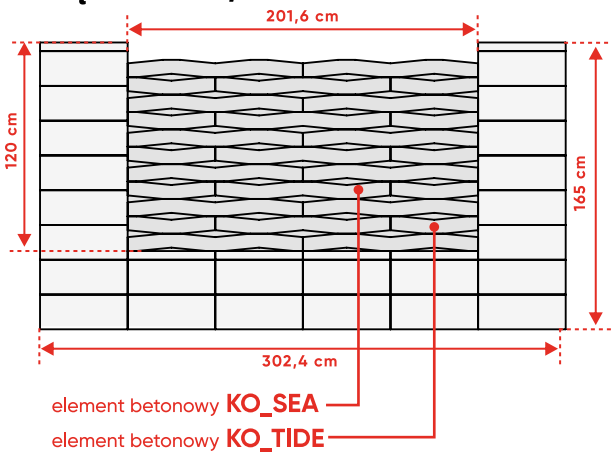 201,6 cm
120 cm
165 cm
302,4 cm
element betonowy KO_SEA
element betonowy KO_TIDE